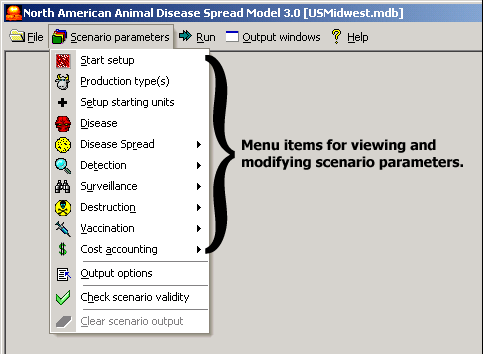 North American Animal Disease Spread Model 3.0 [USMidwest.mdb]
File Scenario parameters Run Output windows ? Help
Start setup
Production type(s)
Setup starting units
Disease
Disease Spread
Detection
Surveillance
Destruction
Vaccination
$ Cost accounting
Output options
Check scenario validity
Clear scenario output
Menu items for viewing and
modifying scenario parameters.